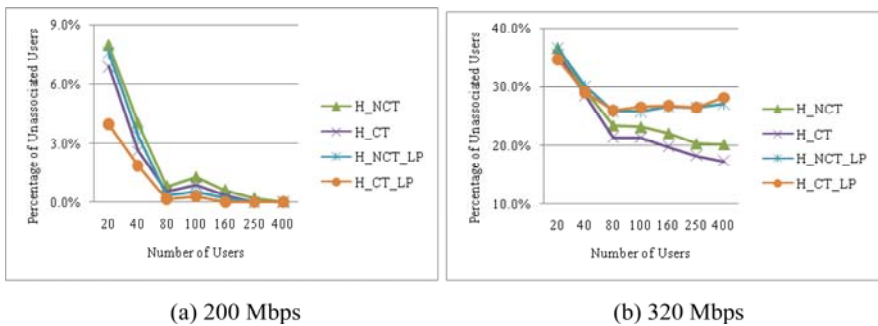 Percentage of Unassociated Users
9.0%
6.0%
3.0%
0.0%
20 40 80 100 160 250 400
Number of Users
H_NCT
H_CT
H_NCT_LP
H_CT_LP
(a) 200 Mbps
Percentage of Unassociated Users
40.0%
30.0%
20.0%
10.0%
20 40 80 100 160 250 400
Number of Users
H_NCT
H_CT
H_NCT_LP
H_CT_LP
(b) 320 Mbps